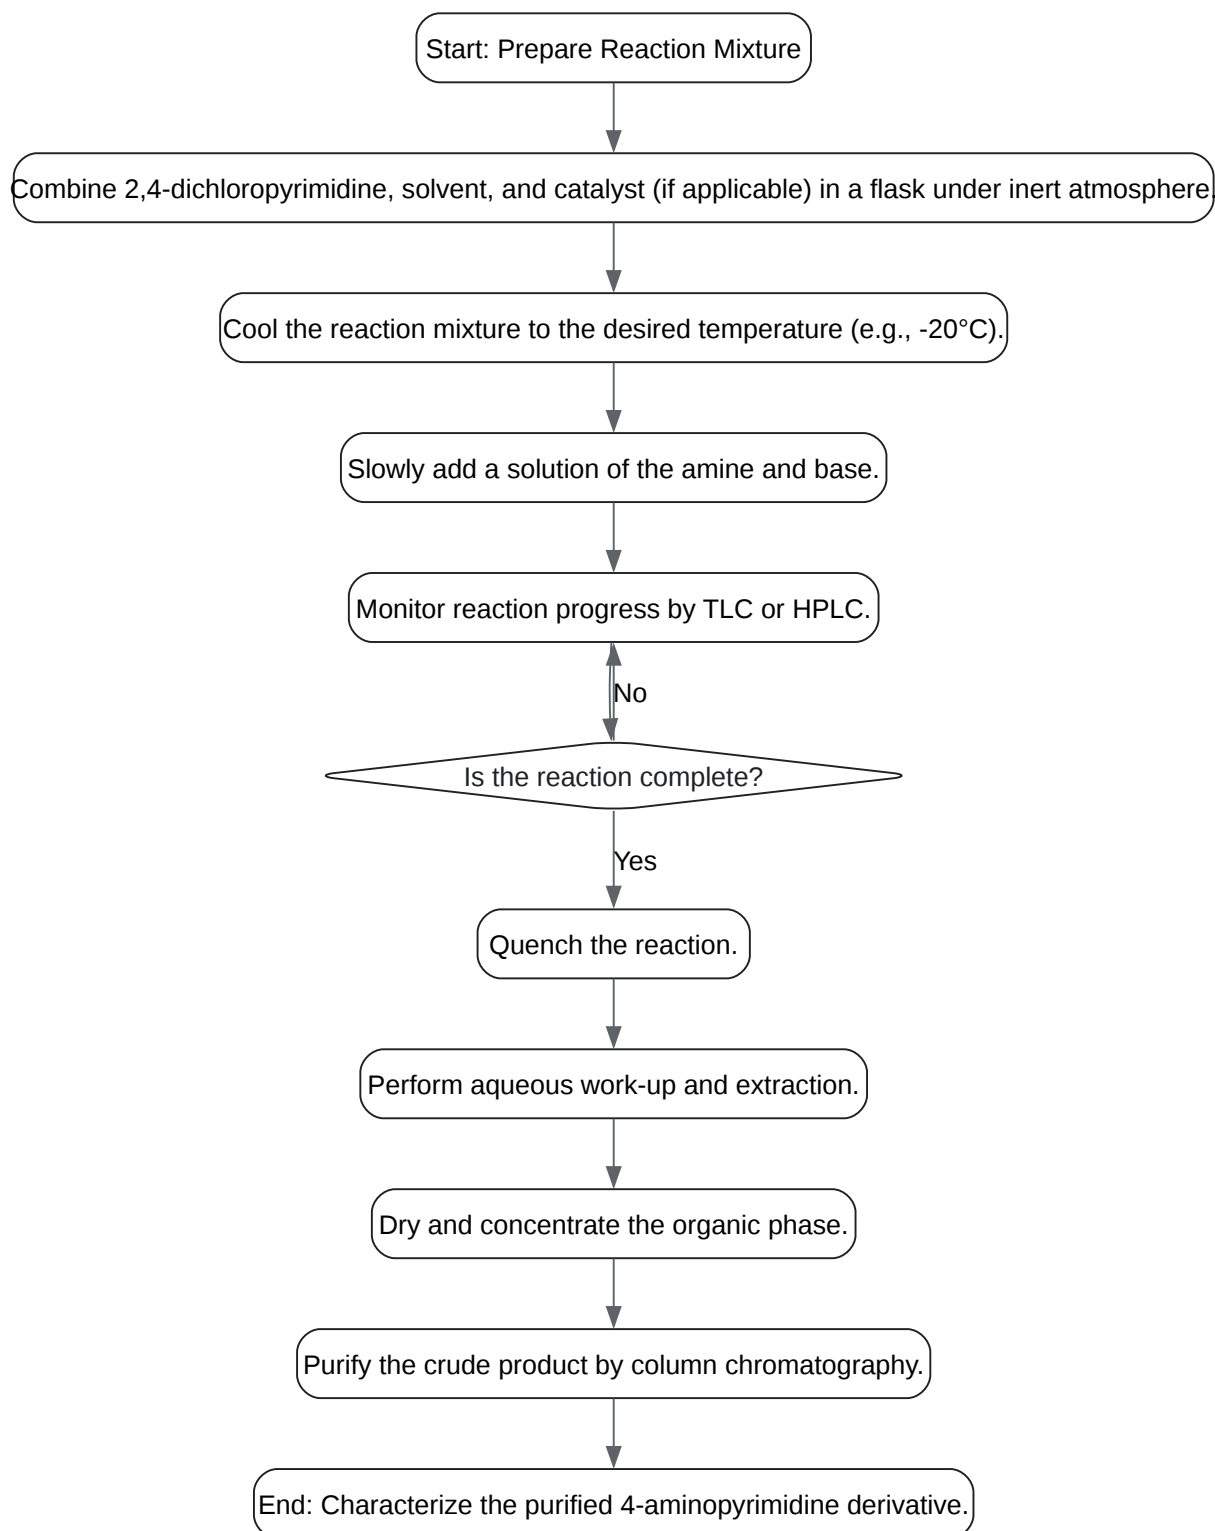 Start: Prepare Reaction Mixture
Combine 2,4-dichloropyrimidine, solvent, and catalyst (if applicable) in a flask under inert atmosphere.
Cool the reaction mixture to the desired temperature (e.g., -20°C).
Slowly add a solution of the amine and base.
Monitor reaction progress by TLC or HPLC.
No
Is the reaction complete?
Yes
Quench the reaction.
Perform aqueous work-up and extraction.
Dry and concentrate the organic phase.
Purify the crude product by column chromatography.
End: Characterize the purified 4-aminopyrimidine derivative.